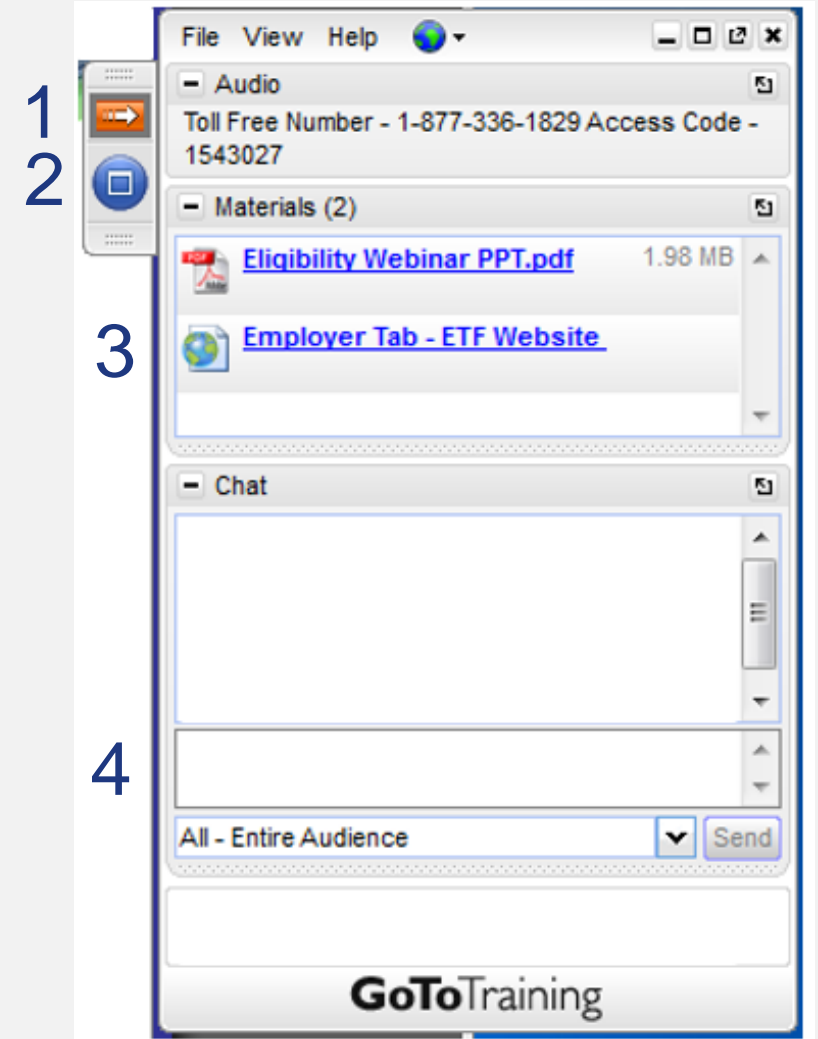 File View Help
1
Audio
Toll Free Number - 1-877-336-1829 Access Code -
1543027
2
Materials (2)
Eligibility Webinar PPT.pdf 1.98 MB
3
Employer Tab - ETF Website
Chat
4
All - Entire Audience Send
GoToTraining